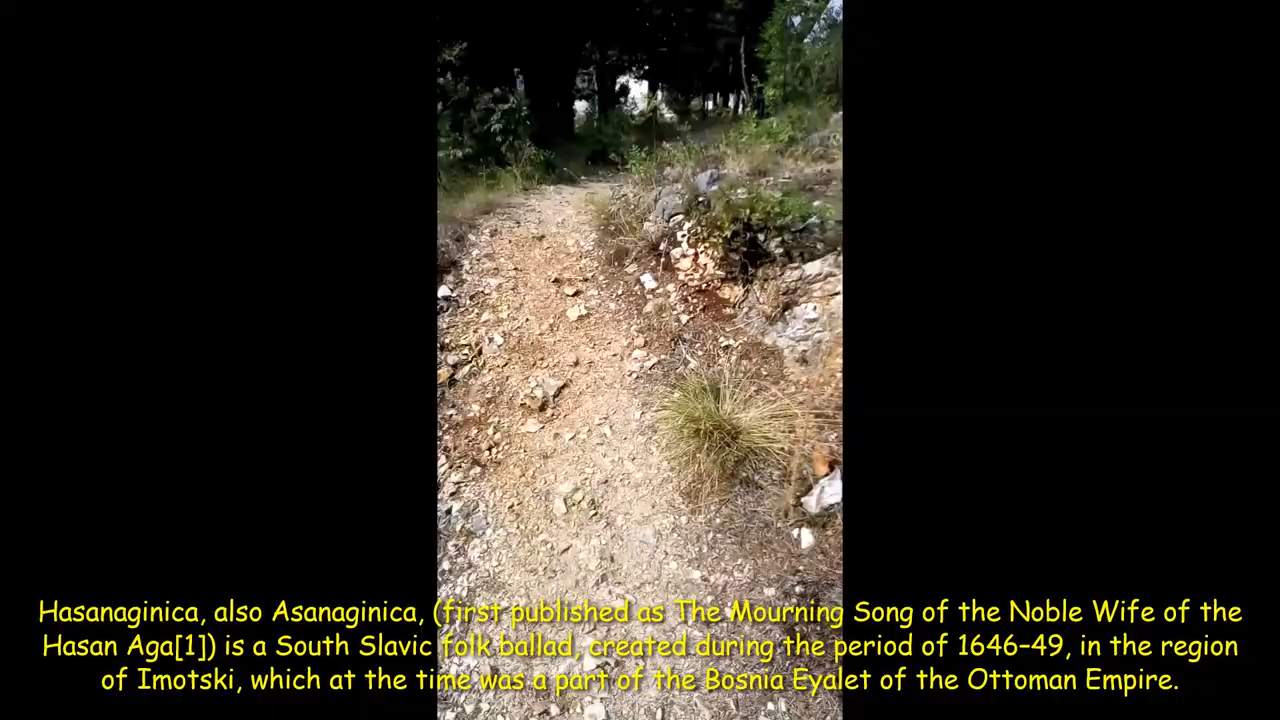 Hasanaginica, also Asanaginica, (first published as The Mourning Song of the Noble Wife of the
Hasan Aga[1]) is a South Slavic folk ballad, created during the period of 1646–49, in the region
of Imotski, which at the time was a part of the Bosnia Eyalet of the Ottoman Empire.